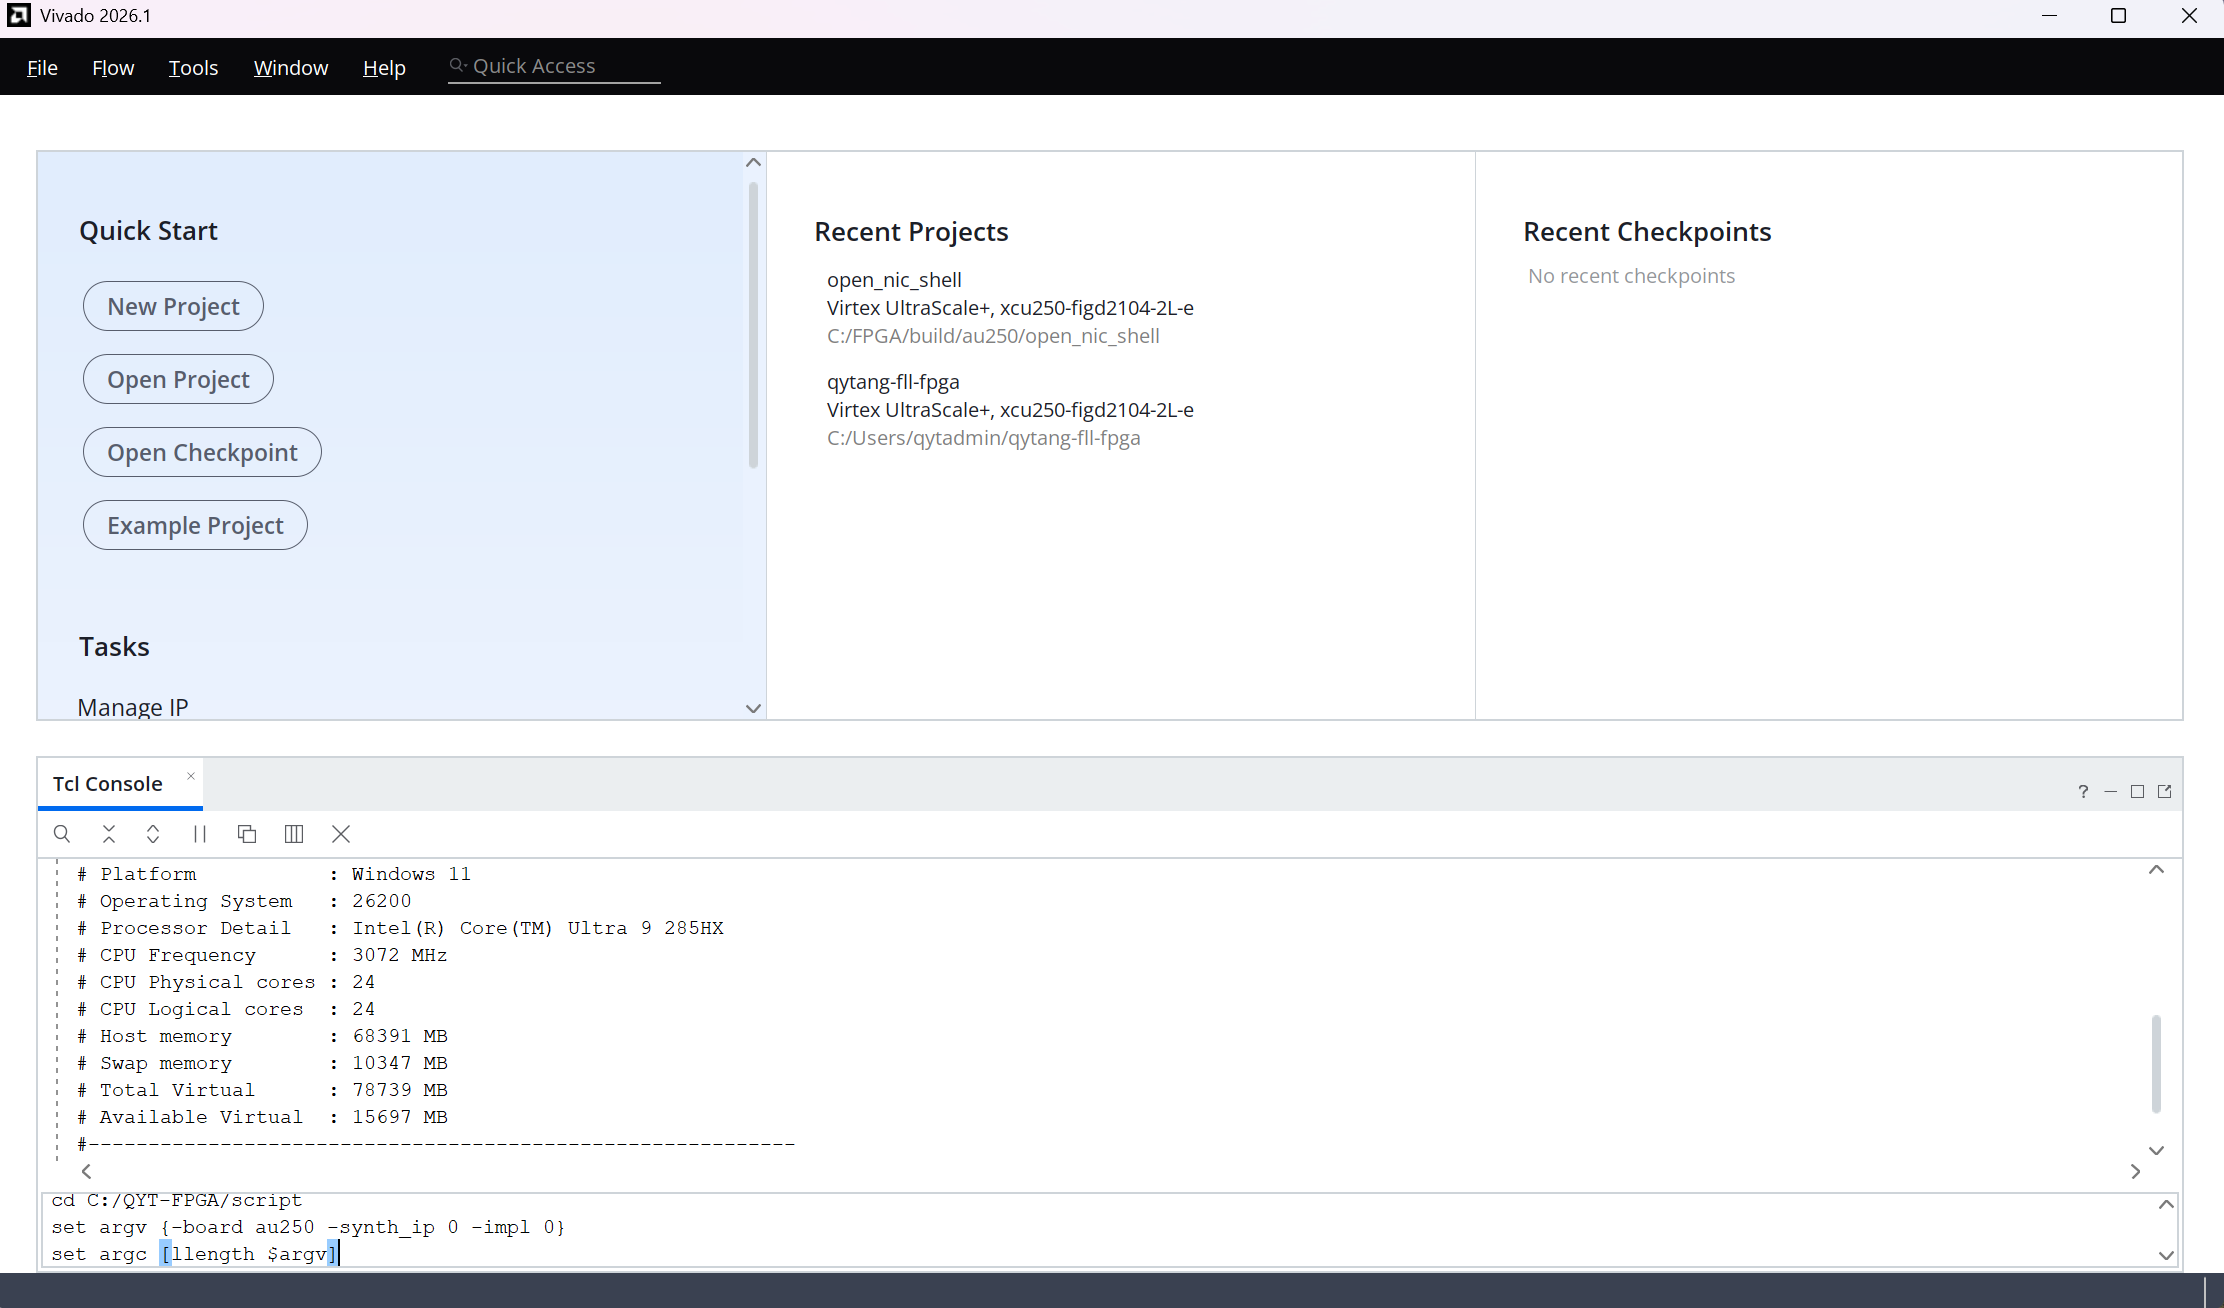 Vivado 2026.1
File Flow Tools Window Help Quick Access
Quick Start
New Project
Open Project
Open Checkpoint
Example Project
Tasks
Manage IP
Recent Projects
open_nic_shell
Virtex UltraScale+, xcu250-figd2104-2L-e
C:/FPGA/build/au250/open_nic_shell
qytang-fll-fpga
Virtex UltraScale+, xcu250-figd2104-2L-e
C:/Users/qytadmin/qytang-fll-fpga
Recent Checkpoints
No recent checkpoints
Tcl Console
# Platform : Windows 11
# Operating System : 26200
# Processor Detail : Intel(R) Core(TM) Ultra 9 285HX
# CPU Frequency : 3072 MHz
# CPU Physical cores : 24
# CPU Logical cores : 24
# Host memory : 68391 MB
# Swap memory : 10347 MB
# Total Virtual : 78739 MB
# Available Virtual : 15697 MB
#-----------------------------------------------------------
cd C:/QYT-FPGA/script
set argv {-board au250 -synth_ip 0 -impl 0}
set argc [llength $argv]